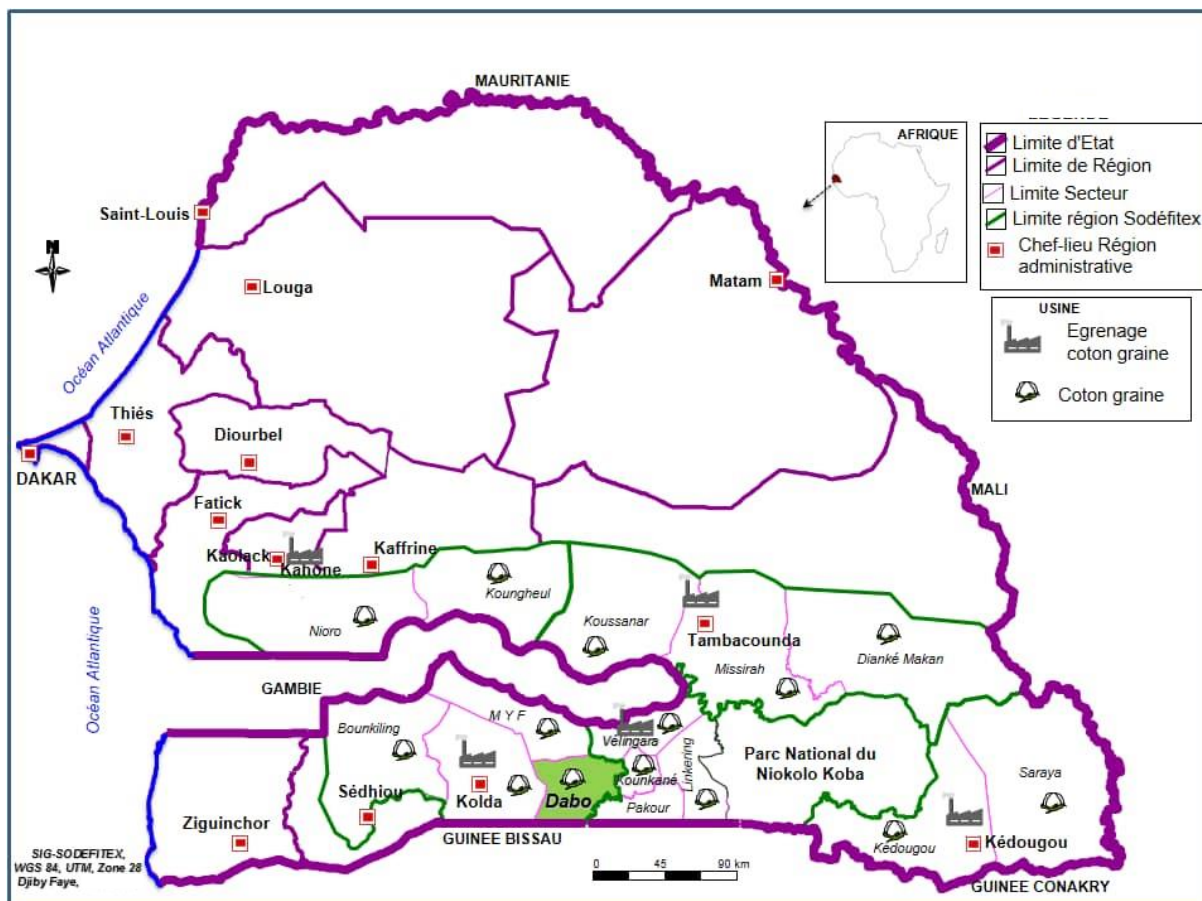 MAURITANIE
AFRIQUE
Limite d'Etat
Limite de Région
Limite Secteur
Limite région Sodéfitex
Chef-lieu Région
administrative
USINE
Egrenage
coton graine
Coton graine
N
Saint-Louis
Louga
Matam
Océan Atlantique
Thiés
Diourbel
DAKAR
MALI
Fatick
Kaolack
Kahone
Kaffrine
Koungheul
Nioro
Koussanar
Tambacounda
Missirah
Dianké Makan
Océan Atlantique
GAMBIE
Bounkiling
M Y F
Vélingara
Kounkané
Linkering
Pakour
Parc National du
Niokolo Koba
Saraya
Sédhiou
Kolda
Dabo
Ziguinchor
GUINEE BISSAU
Kédougou
Kédougou
GUINEE CONAKRY
SIG-SODEFITEX,
WGS 84, UTM, Zone 28
Djiby Faye,
0 45 90 km